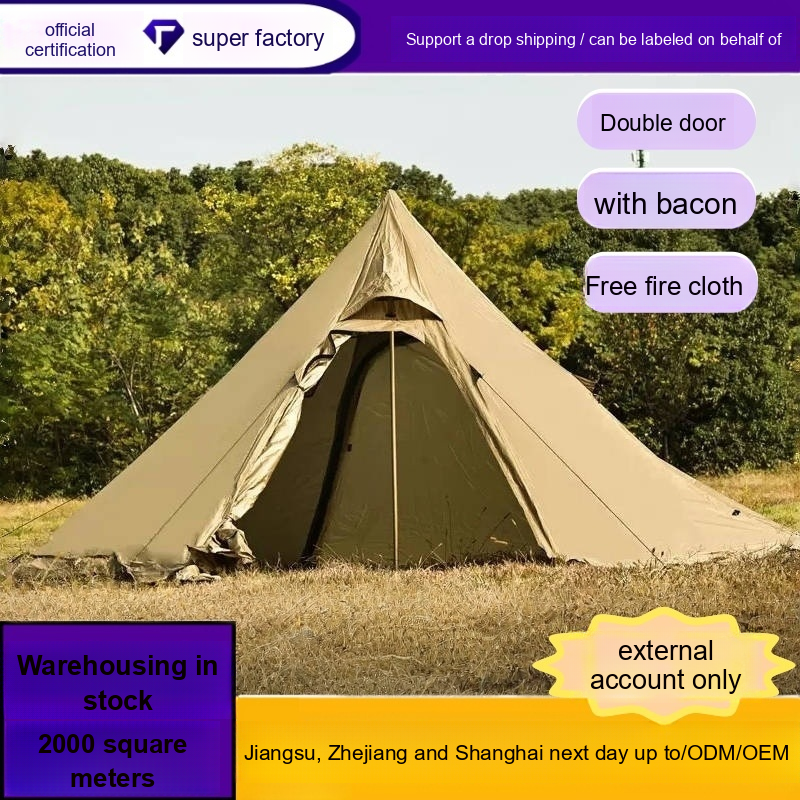 official
certification
super factory
Support a drop shipping / can be labeled on behalf of
Double door
with bacon
Free fire cloth
Warehousing in
stock
2000 square
meters
external
account only
Jiangsu, Zhejiang and Shanghai next day up to/ODM/OEM